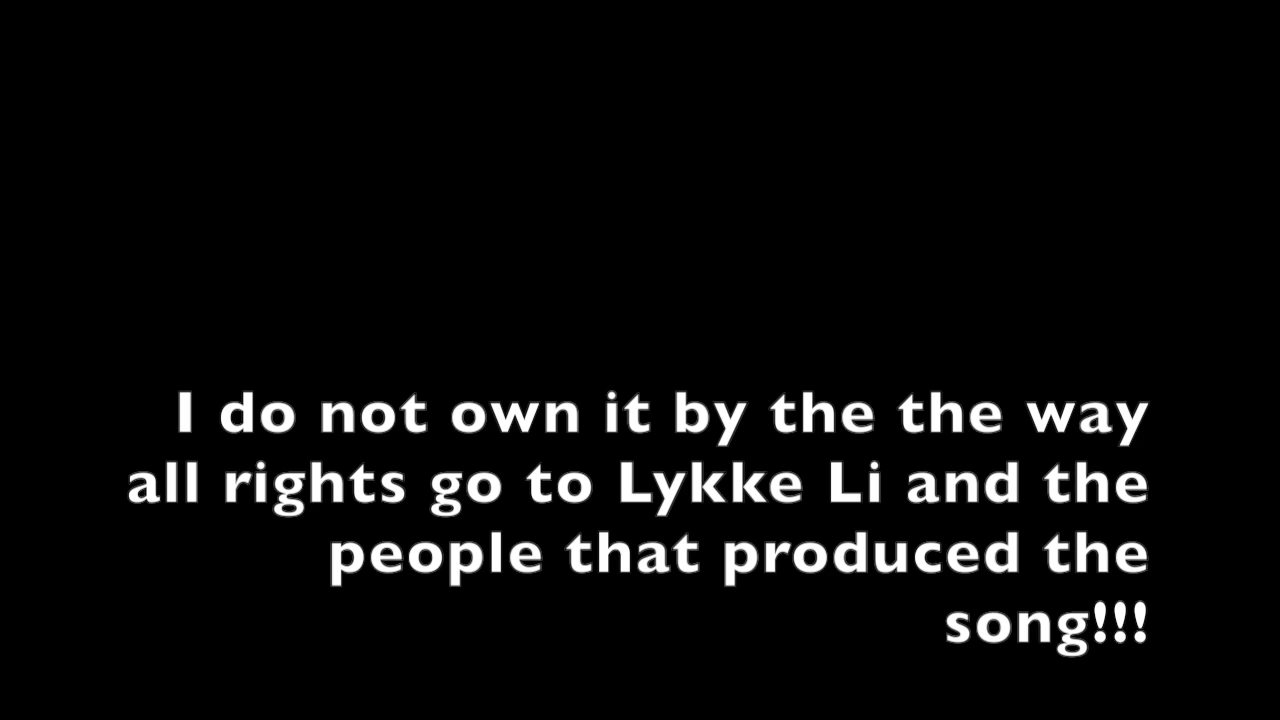 I do not own it by the the way
all rights go to Lykke Li and the
people that produced the
song!!!